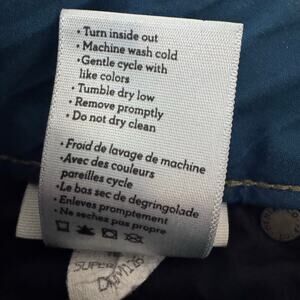 • Turn inside out
• Machine wash cold
• Gentle cycle with
like colors
• Tumble dry low
• Remove promptly
• Do not dry clean
• Froid de lavage de machine
• Avec des couleurs
pareilles cycle
• Le bas sec de degringolade
• Enleves promptement
• Ne sechez pas propre
SUPER